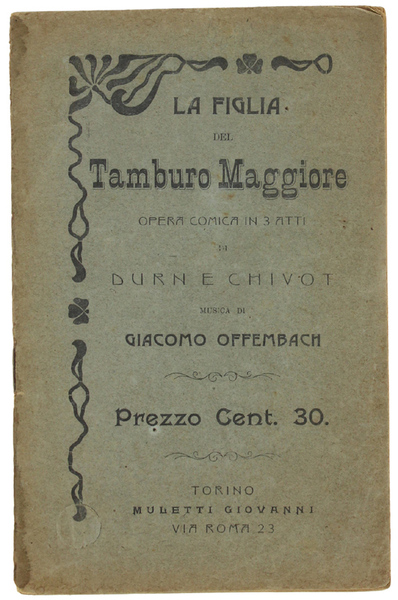 LA FIGLIA
DEL
Tamburo Maggiore
OPERA COMICA IN 3 ATTI
DI
DURN E CHIVOT
MUSICA DI
GIACOMO OFFEMBACH
Prezzo Cent. 30.
TORINO
MULETTI GIOVANNI
VIA ROMA 23